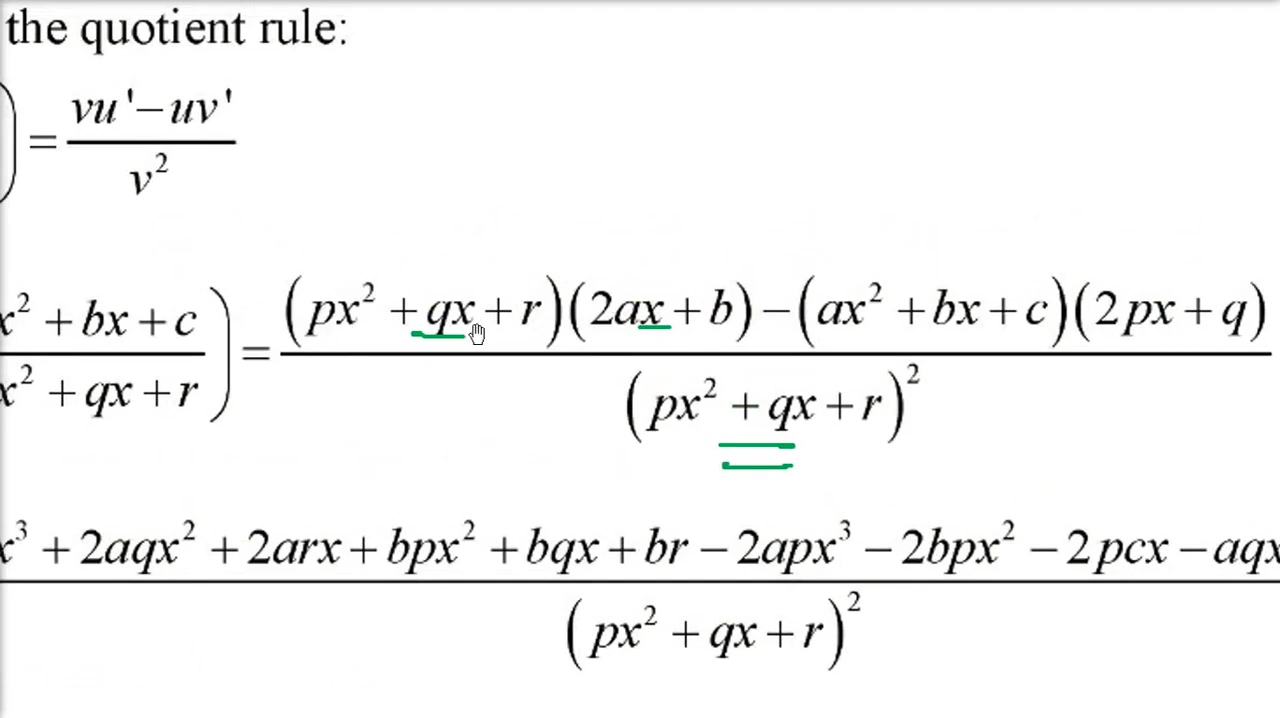 the quotient rule:
) = (vu' − uv') / v²
x² + bx + c / x² + qx + r ) = ((px² + qx + r)(2ax + b) − (ax² + bx + c)(2px + q)) / (px² + qx + r)²
x³ + 2aqx² + 2arx + bpx² + bqx + br − 2apx³ − 2bpx² − 2pcx − aqx / (px² + qx + r)²